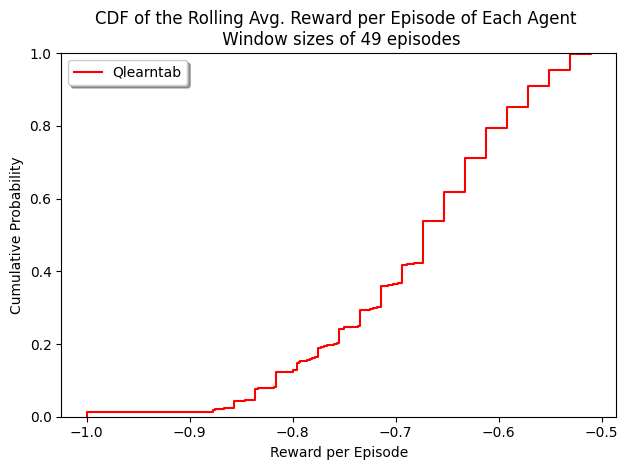 CDF of the Rolling Avg. Reward per Episode of Each Agent
Window sizes of 49 episodes
Qlearntab
1.0
0.8
0.6
0.4
0.2
0.0
Cumulative Probability
−1.0 −0.9 −0.8 −0.7 −0.6 −0.5
Reward per Episode